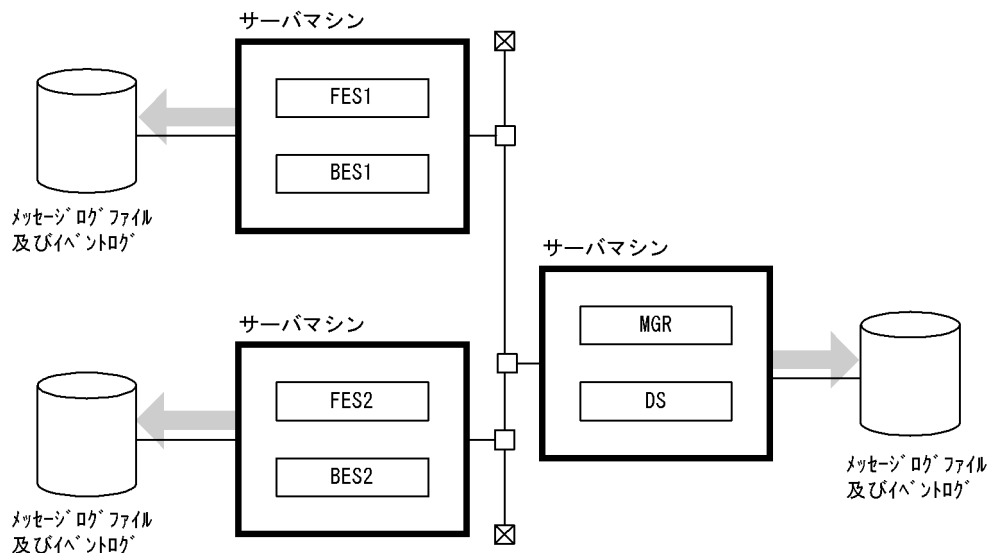 サーバマシン
FES1
BES1
ﾒｯｾｰｼﾞﾛｸﾞﾌｧｲﾙ
及びｲﾍﾞﾝﾄﾛｸﾞ
サーバマシン
MGR
DS
ﾒｯｾｰｼﾞﾛｸﾞﾌｧｲﾙ
及びｲﾍﾞﾝﾄﾛｸﾞ
サーバマシン
FES2
BES2
ﾒｯｾｰｼﾞﾛｸﾞﾌｧｲﾙ
及びｲﾍﾞﾝﾄﾛｸﾞ